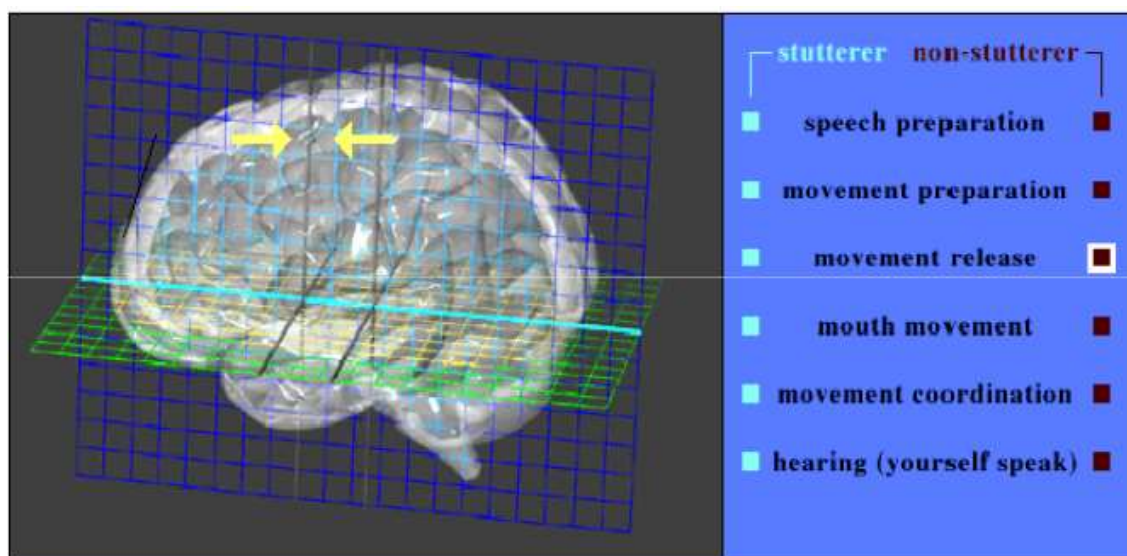 stutterer non-stutterer
speech preparation
movement preparation
movement release
mouth movement
movement coordination
hearing (yourself speak)